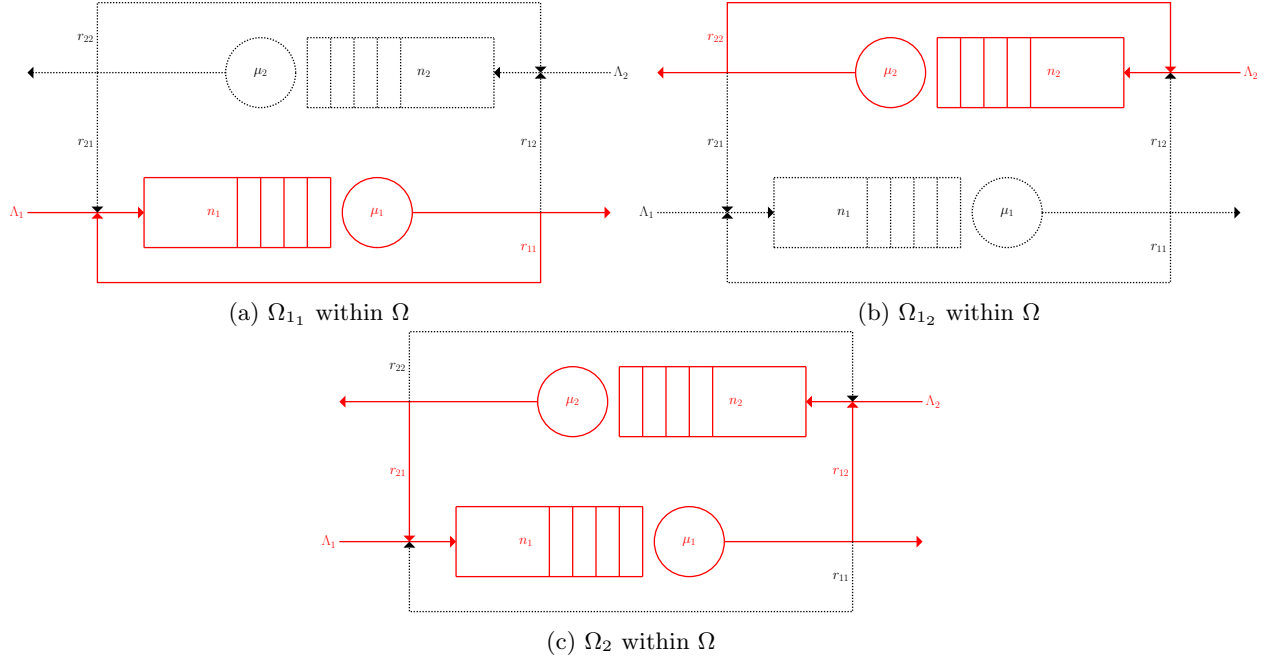 r₂₂
μ₂ n₂ Λ₂
r₂₁ r₁₂
Λ₁ n₁ μ₁
r₁₁
(a) Ω₁₁ within Ω
r₂₂
μ₂ n₂ Λ₂
r₂₁ r₁₂
Λ₁ n₁ μ₁
r₁₁
(b) Ω₁₂ within Ω
r₂₂
μ₂ n₂ Λ₂
r₂₁ r₁₂
Λ₁ n₁ μ₁
r₁₁
(c) Ω₂ within Ω